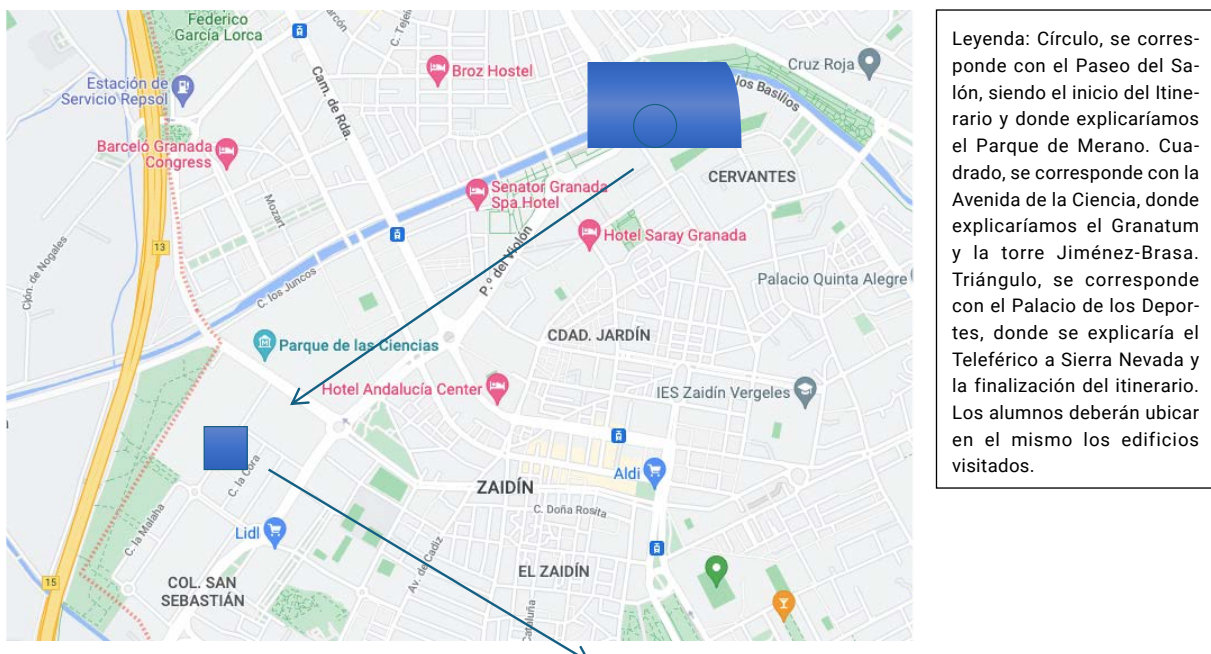 Federico
García Lorca
C. Tejei
Broz Hostel
Cruz Roja
Estación de
Servicio Repsol
Cam. de Rda.
los Basilios
Barceló Granada
Congress
CERVANTES
Senator Granada
Spa Hotel
Mozart
Hotel Saray Granada
13
Cjón. de Nogales
P.º del Violón
Palacio Quinta Alegre
C. los Juncos
CDAD. JARDÍN
Parque de las Ciencias
Hotel Andalucía Center
IES Zaidín Vergeles
C. la Cora
Aldi
ZAIDÍN
C. Doña Rosita
C. la Malaha
Lidl
Av. de Cadiz
EL ZAIDÍN
15
COL. SAN
SEBASTIÁN
Cataluña
Leyenda: Círculo, se corres-
ponde con el Paseo del Sa-
lón, siendo el inicio del Itine-
rario y donde explicaríamos
el Parque de Merano. Cua-
drado, se corresponde con la
Avenida de la Ciencia, donde
explicaríamos el Granatum
y la torre Jiménez-Brasa.
Triángulo, se corresponde
con el Palacio de los Depor-
tes, donde se explicaría el
Teleférico a Sierra Nevada y
la finalización del itinerario.
Los alumnos deberán ubicar
en el mismo los edificios
visitados.